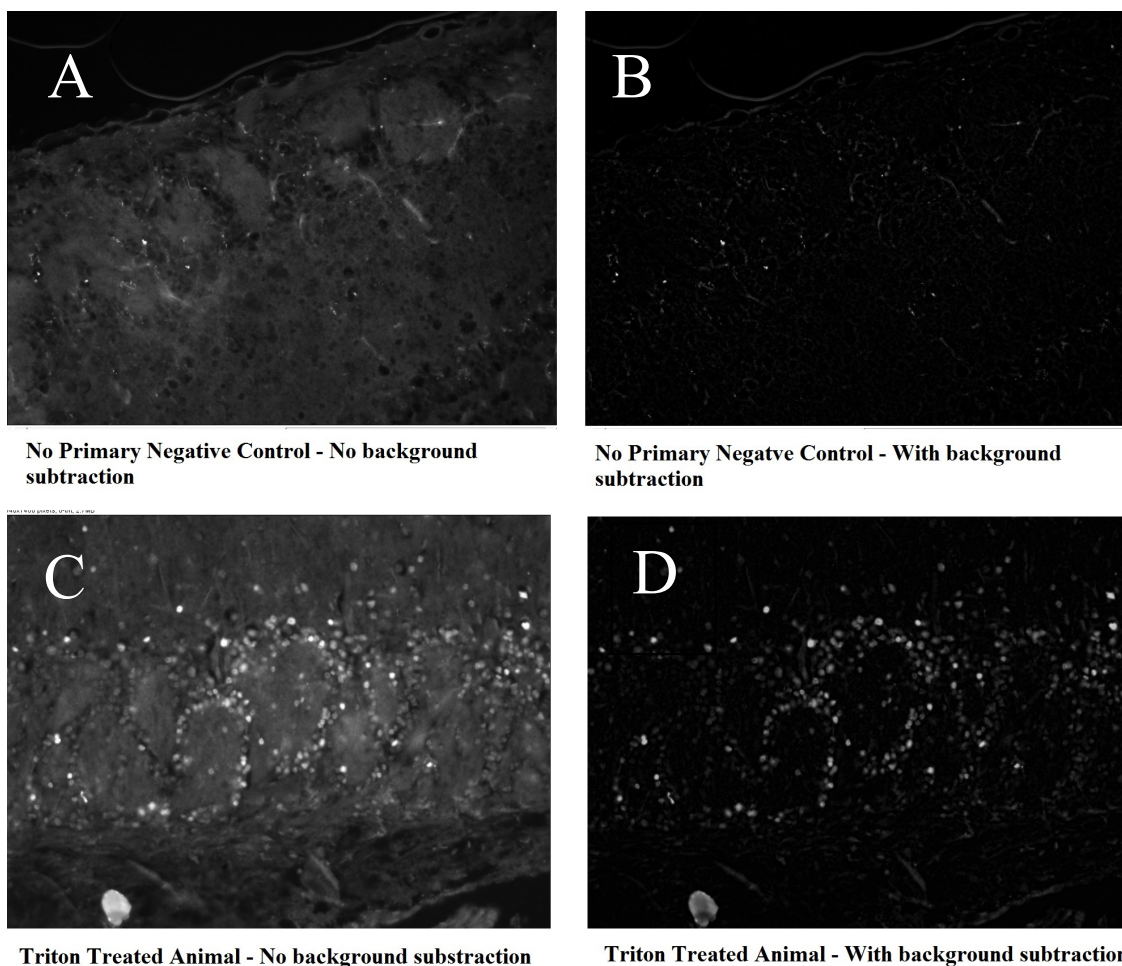 A
B
No Primary Negative Control - No background
subtraction
No Primary Negatve Control - With background
subtraction
C
D
Triton Treated Animal - No background substraction
Triton Treated Animal - With background subtraction